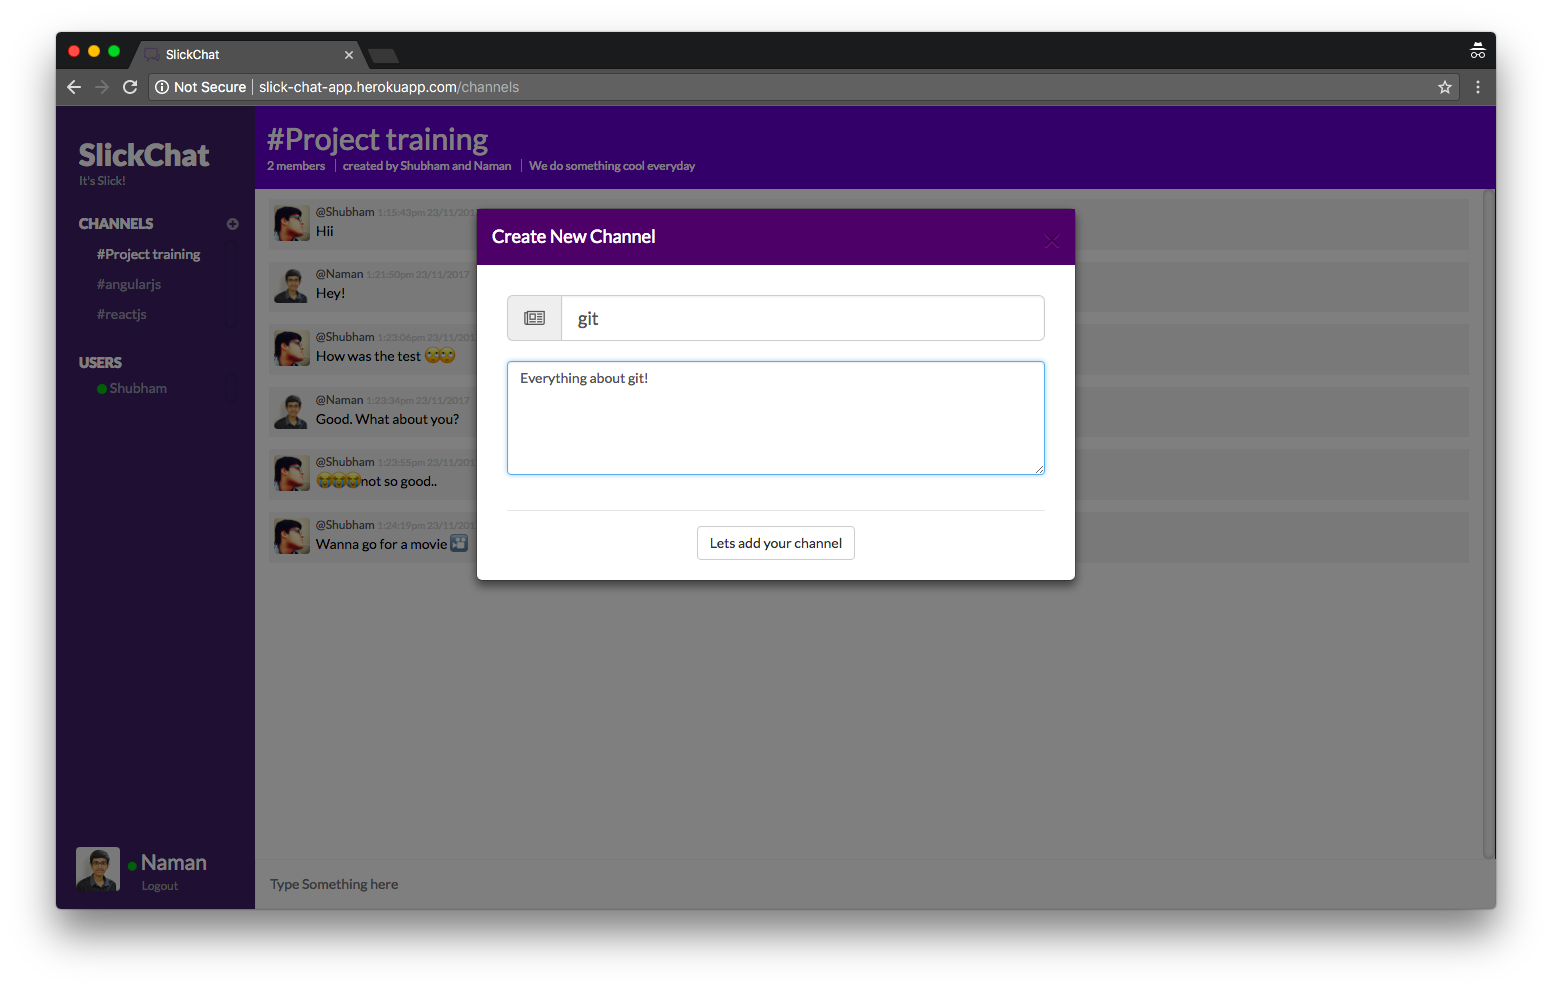 SlickChat
Not Secure slick-chat-app.herokuapp.com/channels
SlickChat
It's Slick!
CHANNELS
#Project training
#angularjs
#reactjs
USERS
Shubham
Naman
Logout
#Project training
2 members created by Shubham and Naman We do something cool everyday
@Shubham 1:15:43pm 23/11/201
Hii
@Naman 1:21:50pm 23/11/2017
Hey!
@Shubham 1:23:06pm 23/11/201
How was the test 🙄🙄
@Naman 1:23:34pm 23/11/2017
Good. What about you?
@Shubham 1:23:55pm 23/11/201
😭😭😭not so good..
@Shubham 1:24:19pm 23/11/201
Wanna go for a movie 🎦
Type Something here
Create New Channel
git
Everything about git!
Lets add your channel